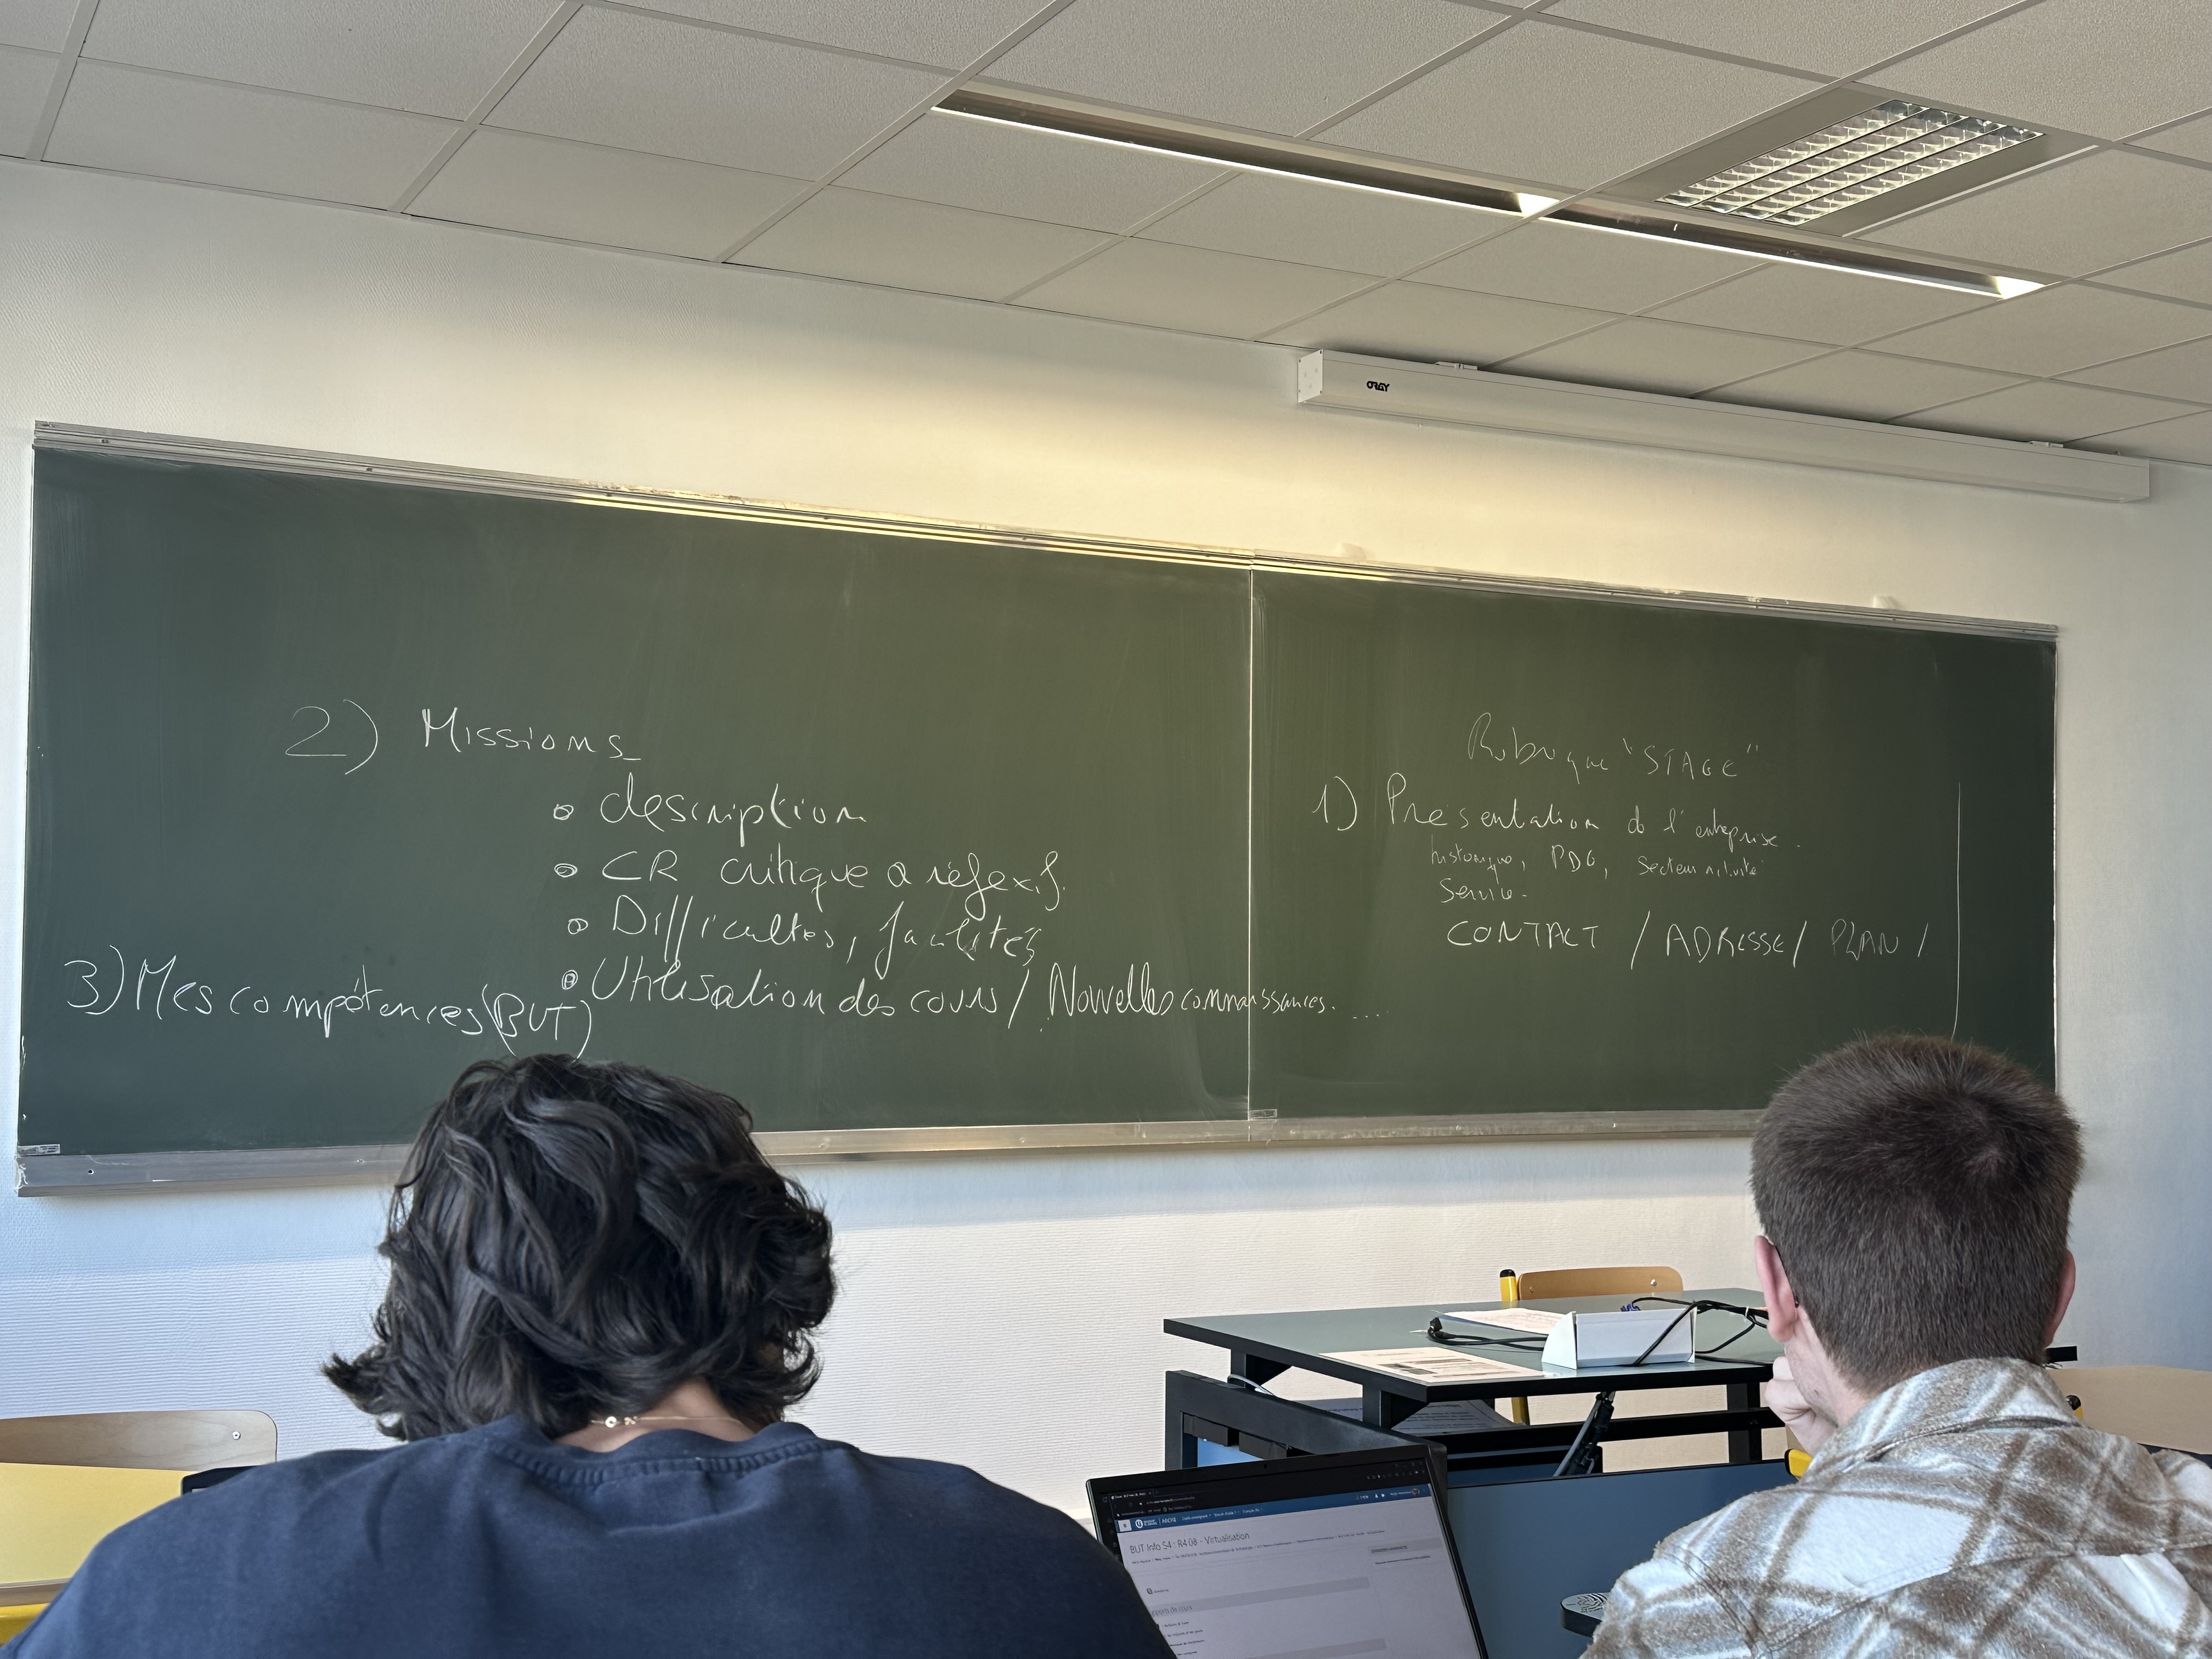 ORAY
Rubrique "STAGE"
1) Présentation de l'entreprise.
historique, PDG, Secteur activité
Service.
CONTACT / ADRESSE / PLAN /
2) Missions
description
CR critique
Difficultés, facilités
Utilisation des cours / Nouvelles connaissances. ....
3) Mes compétences (BUT)
BUT Info S4 : R4.08 - Virtualisation